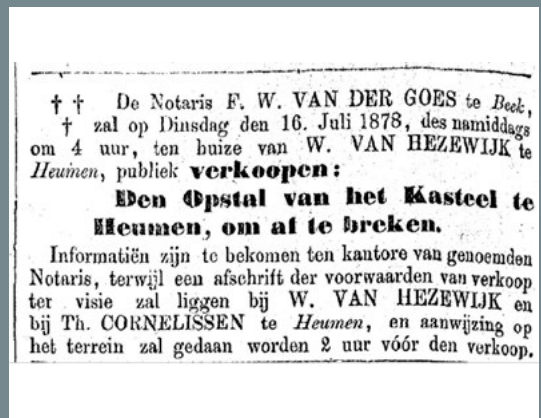 † † De Notaris F. W. VAN DER GOES te Beek,
† zal op Dinsdag den 16. Juli 1878, des namiddags
om 4 uur, ten huize van W. VAN HEZEWIJK te
Heumen, publiek verkoopen:
Den Opstal van het Kasteel te
Heumen, om af te breken.
Informatiën zijn te bekomen ten kantore van genoemden
Notaris, terwijl een afschrift der voorwaarden van verkoop
ter visie zal liggen bij W. VAN HEZEWIJK en
bij Th. CORNELISSEN te Heumen, en aanwijzing op
het terrein zal gedaan worden 2 uur vóór den verkoop.